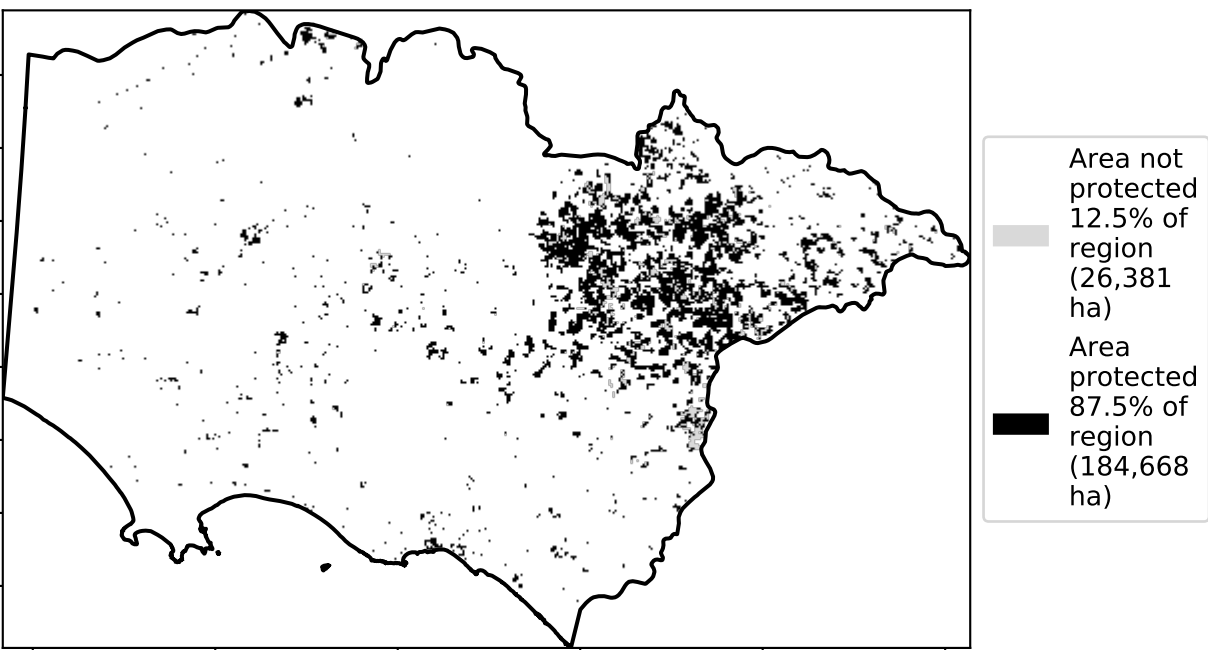 Area not
protected
12.5% of
region
(26,381
ha)
Area
protected
87.5% of
region
(184,668
ha)